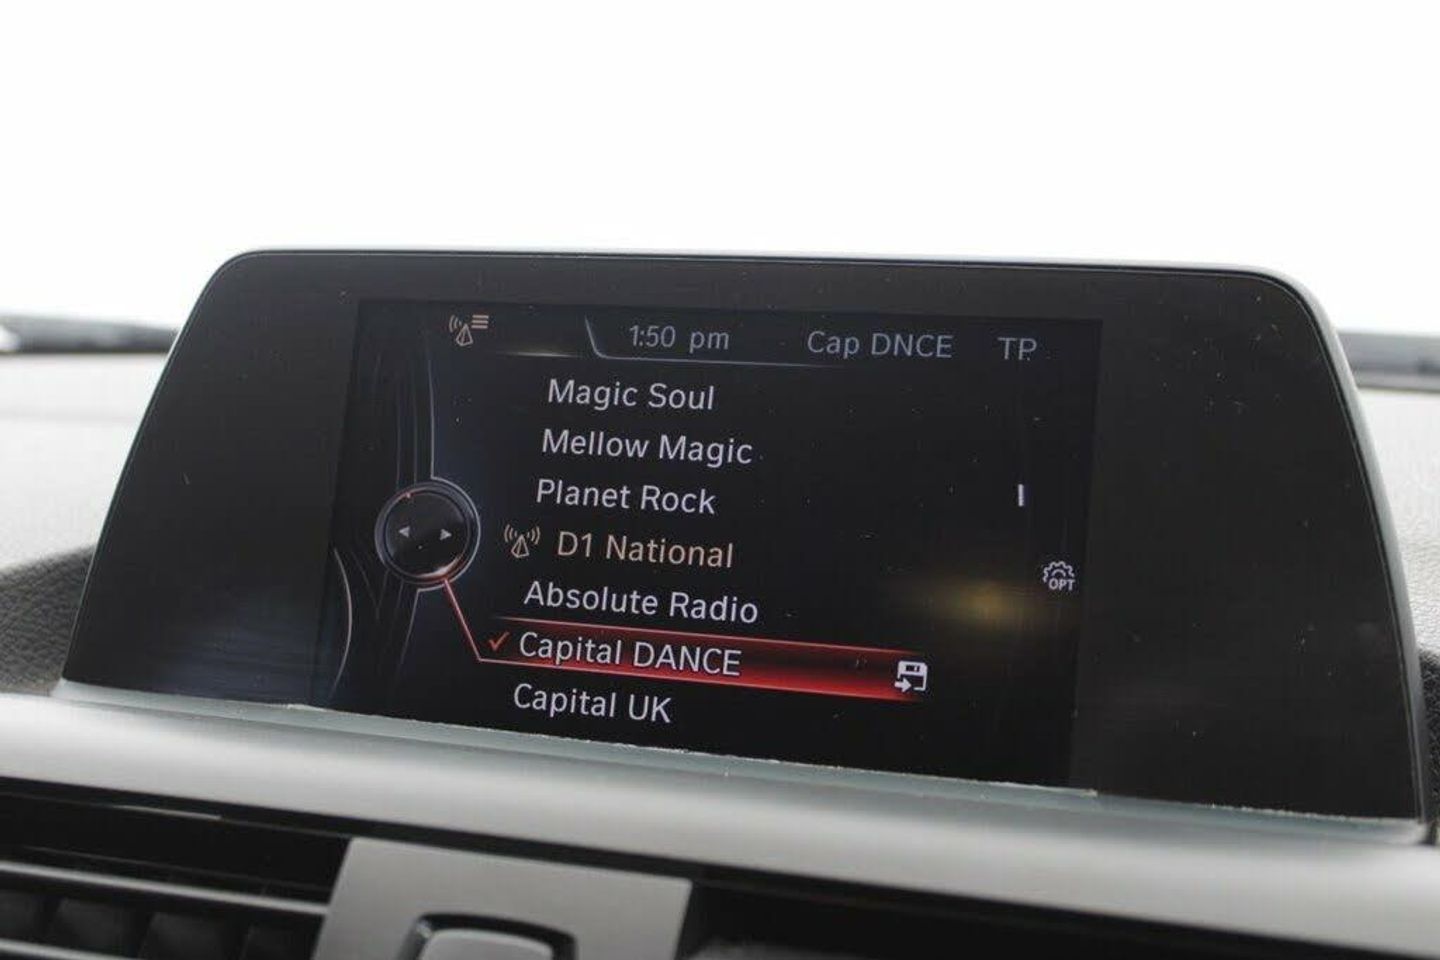 1:50 pm Cap DNCE TP
Magic Soul
Mellow Magic
Planet Rock
D1 National
OPT
Absolute Radio
Capital DANCE
Capital UK